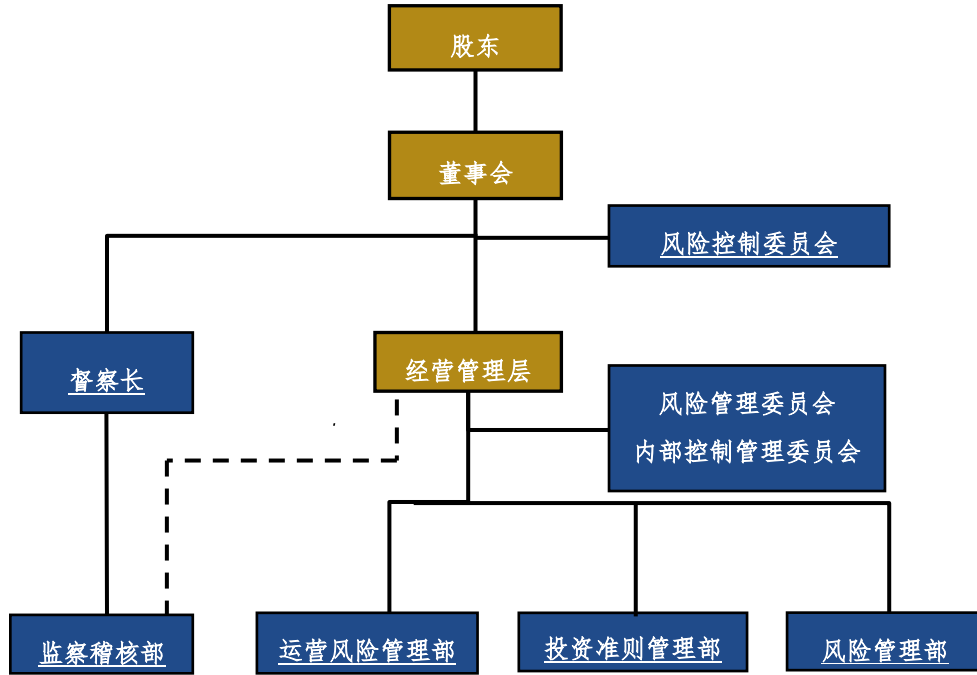 股东
董事会
风险控制委员会
督察长
经营管理层
风险管理委员会
内部控制管理委员会
监察稽核部
运营风险管理部
投资准则管理部
风险管理部